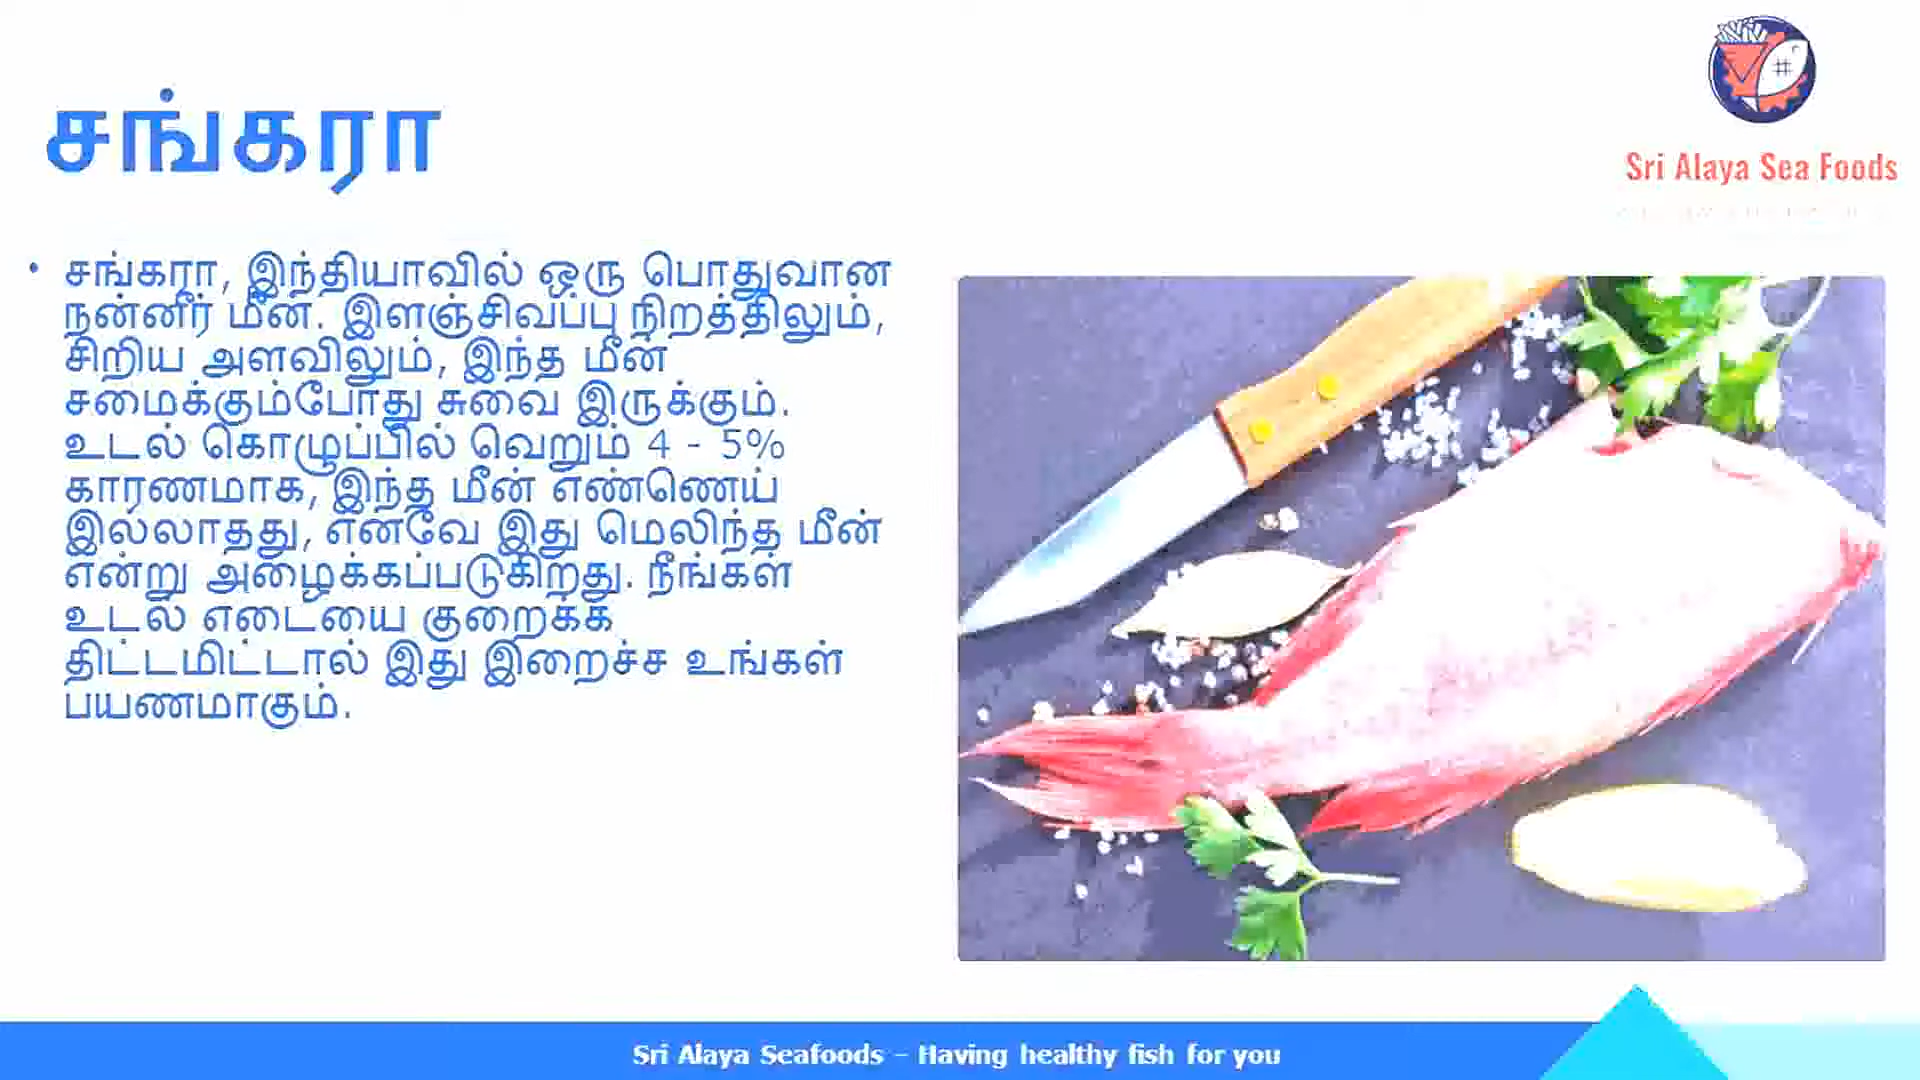 சங்கரா
Sri Alaya Sea Foods
• சங்கரா, இந்தியாவில் ஒரு பொதுவான
நன்னீர் மீன். இளஞ்சிவப்பு நிறத்திலும்,
சிறிய அளவிலும், இந்த மீன்
சமைக்கும்போது சுவை இருக்கும்.
உடல் கொழுப்பில் வெறும் 4 - 5%
காரணமாக, இந்த மீன் எண்ணெய்
இல்லாதது, எனவே இது மெலிந்த மீன்
என்று அழைக்கப்படுகிறது. நீங்கள்
உடல் எடையை குறைக்க
திட்டமிட்டால் இது இறைச்ச உங்கள்
பயணமாகும்.
Sri Alaya Seafoods – Having healthy fish for you